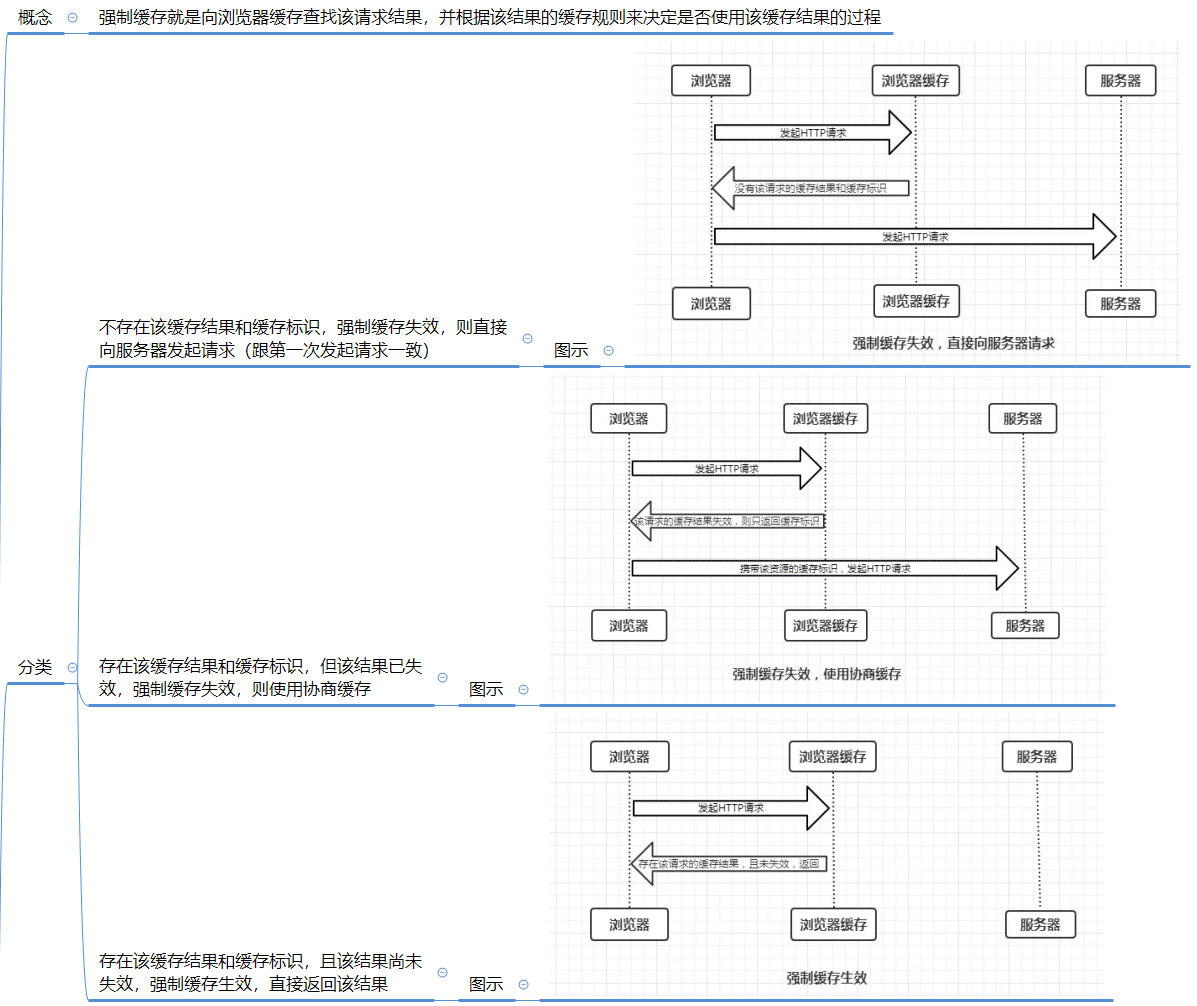 概念
强制缓存就是向浏览器缓存查找该请求结果，并根据该结果的缓存规则来决定是否使用该缓存结果的过程
浏览器
浏览器缓存
服务器
发起HTTP请求
没有该请求的缓存结果和缓存标识
发起HTTP请求
浏览器
浏览器缓存
服务器
强制缓存失效，直接向服务器请求
不存在该缓存结果和缓存标识，强制缓存失效，则直接
向服务器发起请求（跟第一次发起请求一致）
图示
浏览器
浏览器缓存
服务器
发起HTTP请求
该请求的缓存结果失效，则只返回缓存标识
携带该资源的缓存标识，发起HTTP请求
浏览器
浏览器缓存
服务器
强制缓存失效，使用协商缓存
分类
存在该缓存结果和缓存标识，但该结果已失
效，强制缓存失效，则使用协商缓存
图示
浏览器
浏览器缓存
服务器
发起HTTP请求
存在该请求的缓存结果，且未失效，返回
浏览器
浏览器缓存
服务器
强制缓存生效
存在该缓存结果和缓存标识，且该结果尚未
失效，强制缓存生效，直接返回该结果
图示